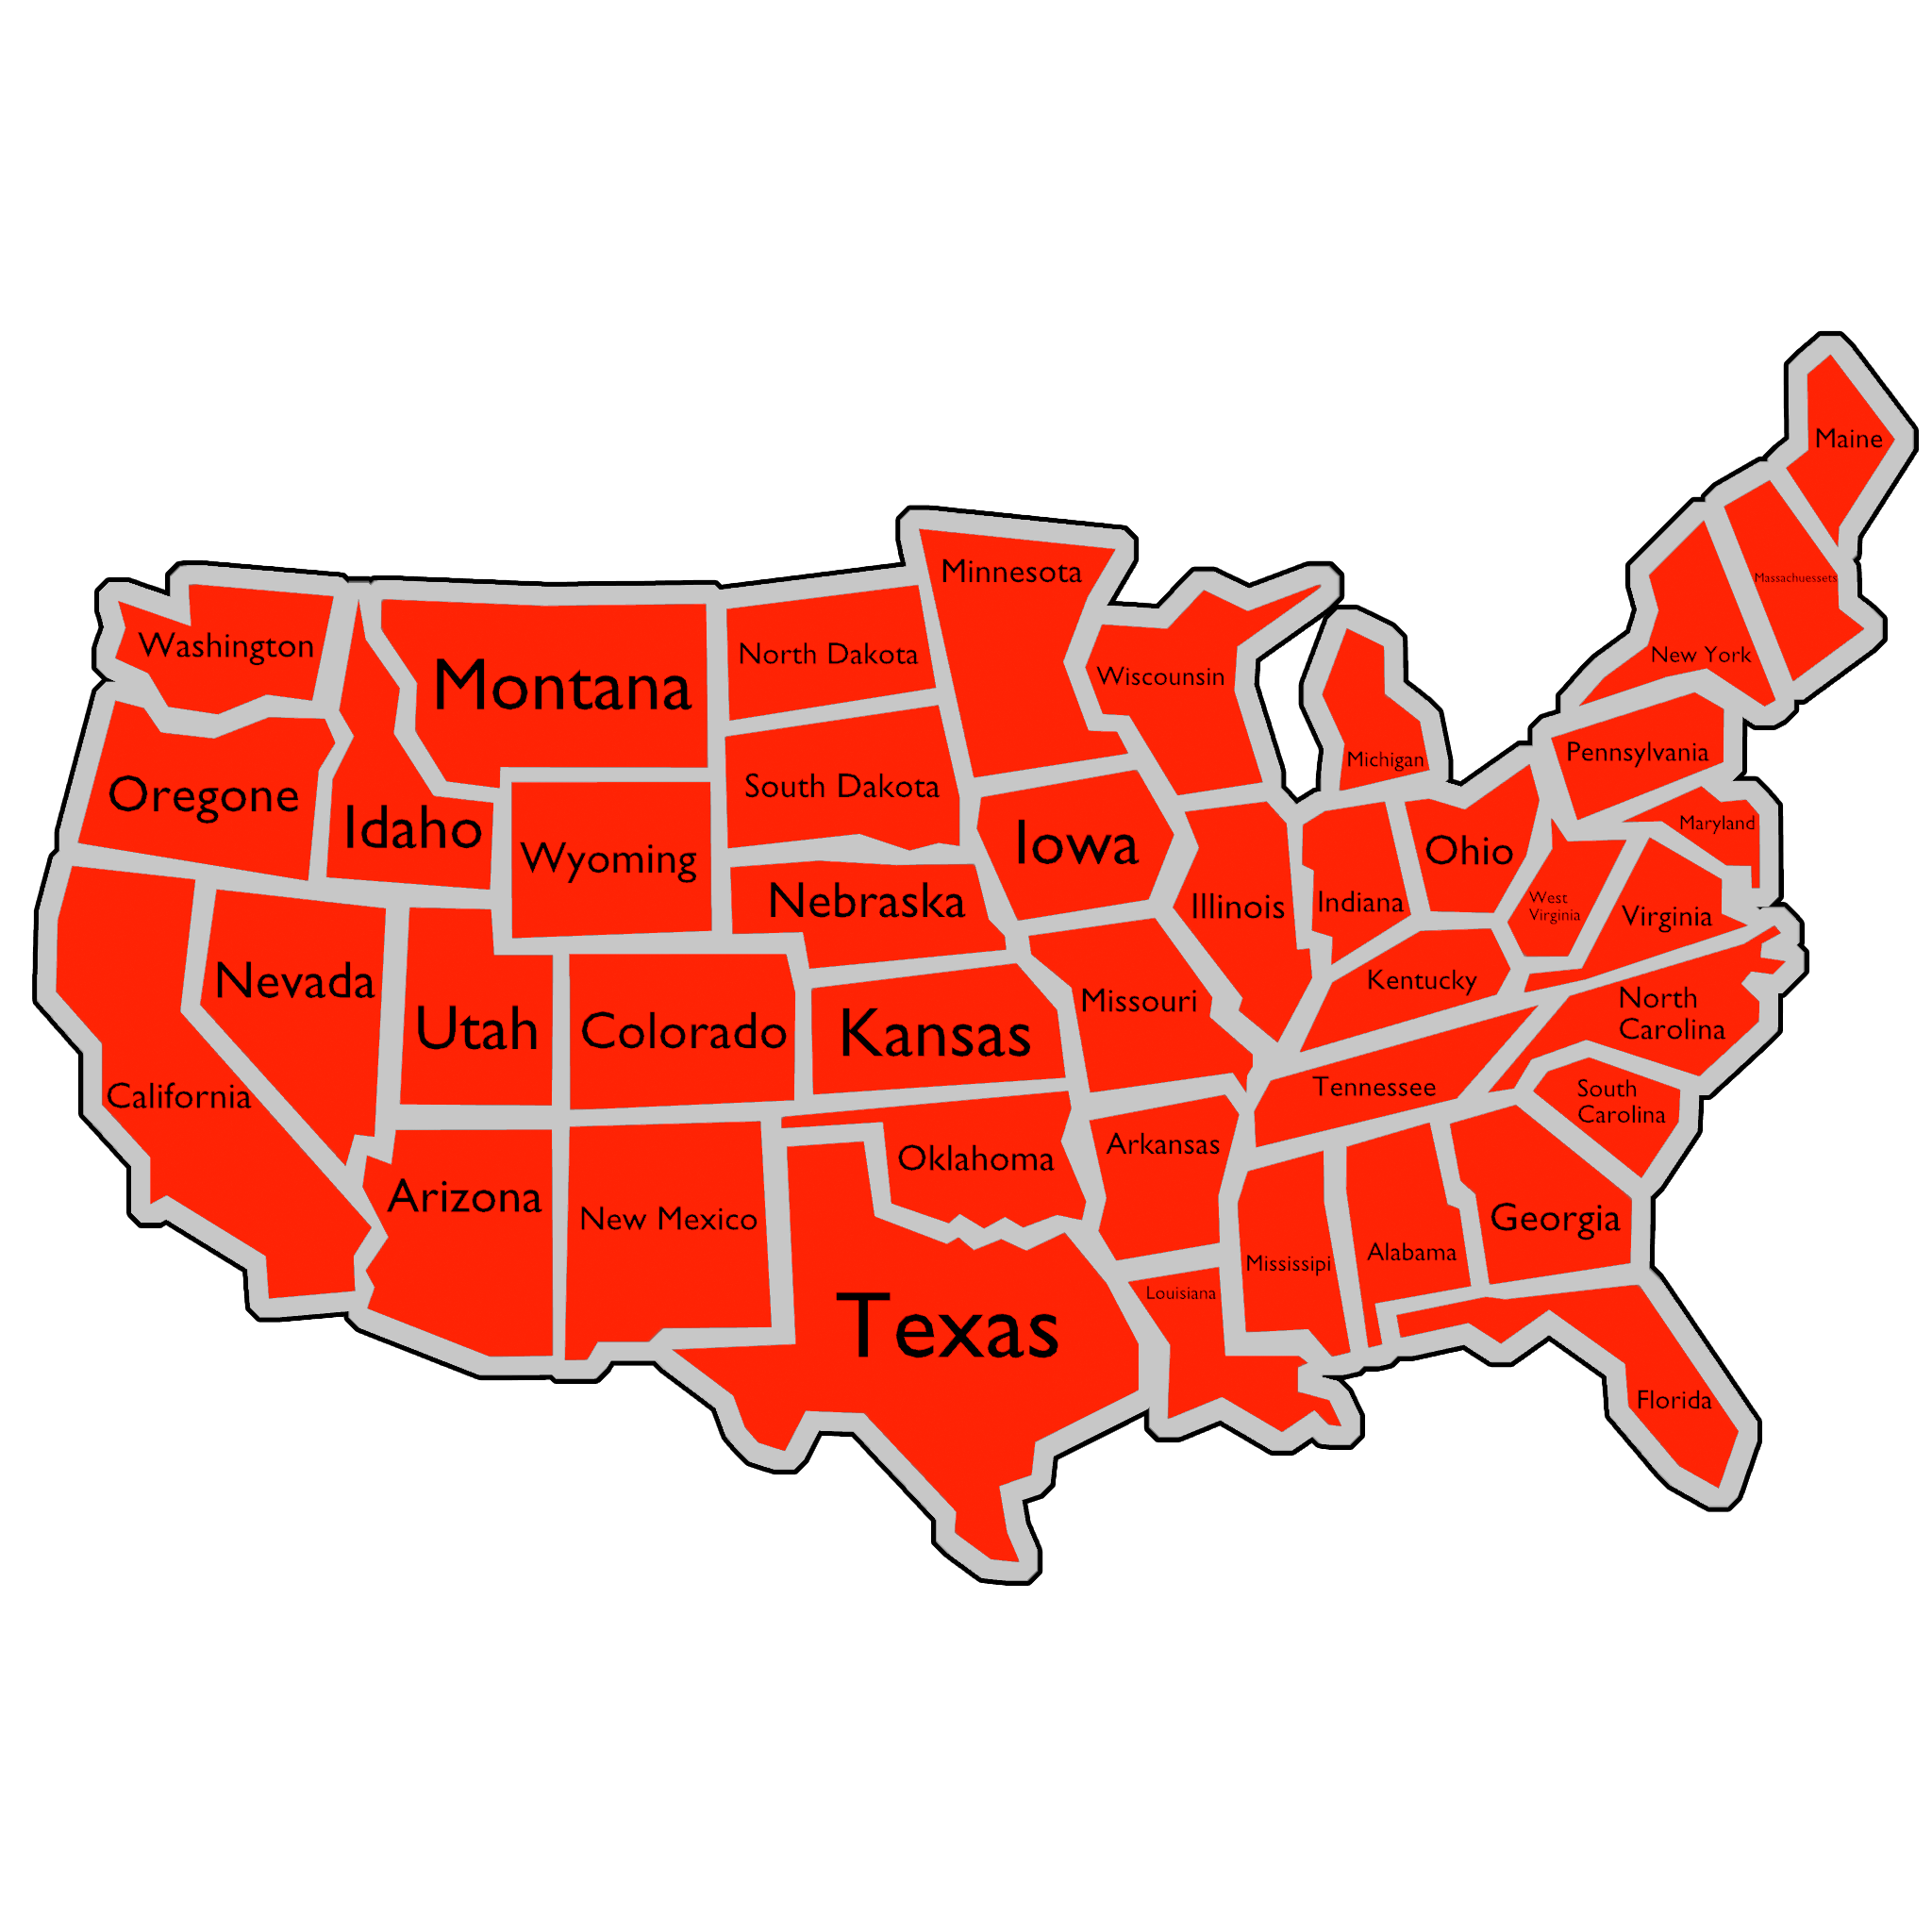 Maine
Minnesota
Massachuessets
Washington
North Dakota
New York
Wiscounsin
Montana
Pennsylvania
Michigan
South Dakota
Oregone
Maryland
Idaho
Iowa
Ohio
Wyoming
Nebraska
Illinois
Indiana
West
Virginia
Virginia
Nevada
Kentucky
Missouri
North
Carolina
Utah
Colorado
Kansas
Tennessee
South
Carolina
California
Arkansas
Oklahoma
Arizona
New Mexico
Georgia
Alabama
Mississipi
Louisiana
Texas
Florida